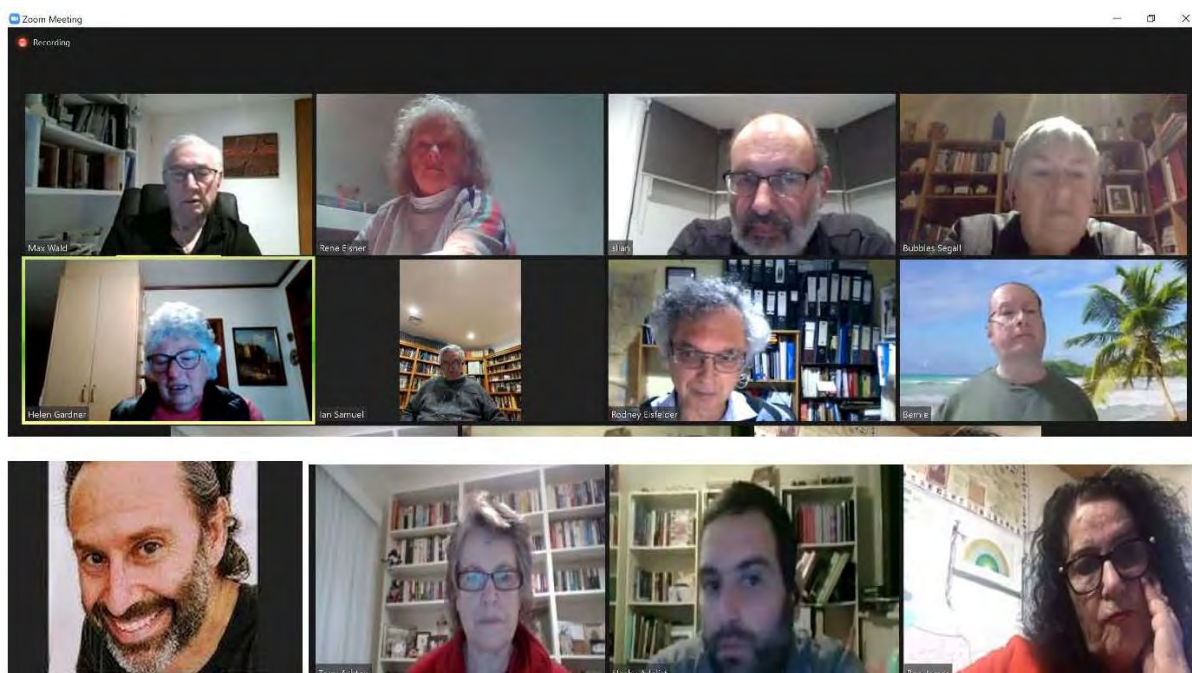 Zoom Meeting
Recording
Max Wald
Rene Eisner
Bubbles Segall
Helen Gardner
Ian Samuel
Rodney Eisfelder
Bernie